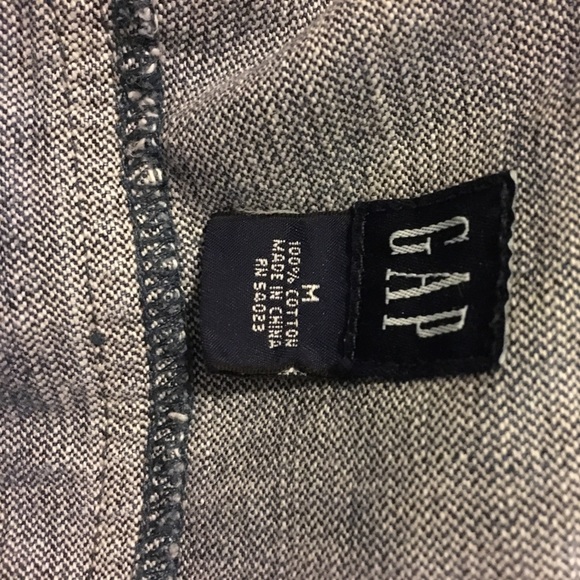 GAP
M
100% COTTON
MADE IN CHINA
RN 54023